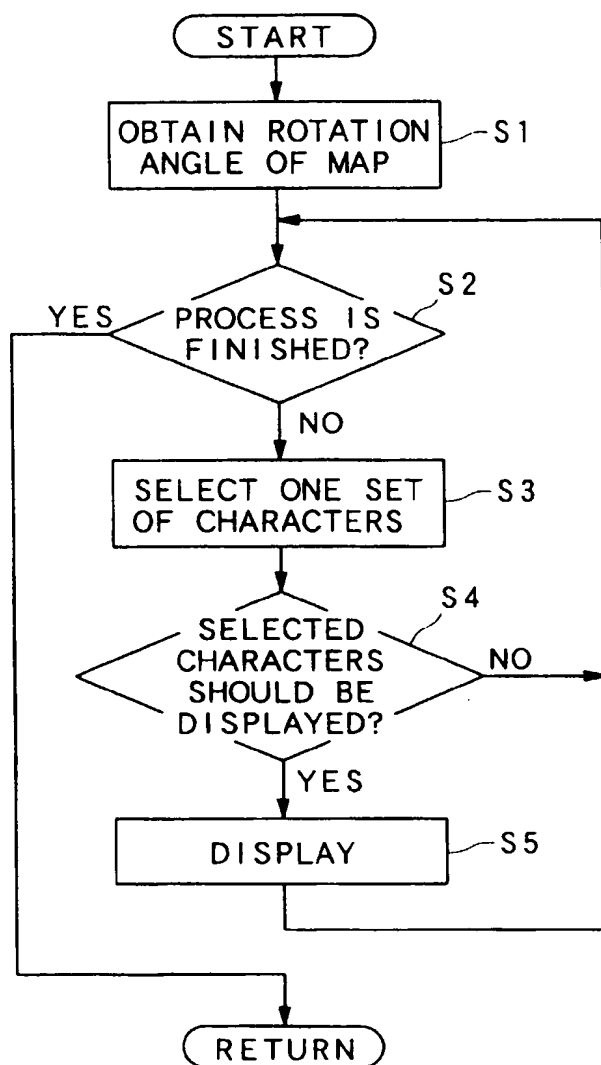 START
OBTAIN ROTATION
ANGLE OF MAP
S1
S2
YES
PROCESS IS
FINISHED?
NO
SELECT ONE SET
OF CHARACTERS
S3
S4
SELECTED
CHARACTERS
SHOULD BE
DISPLAYED?
NO
YES
DISPLAY
S5
RETURN